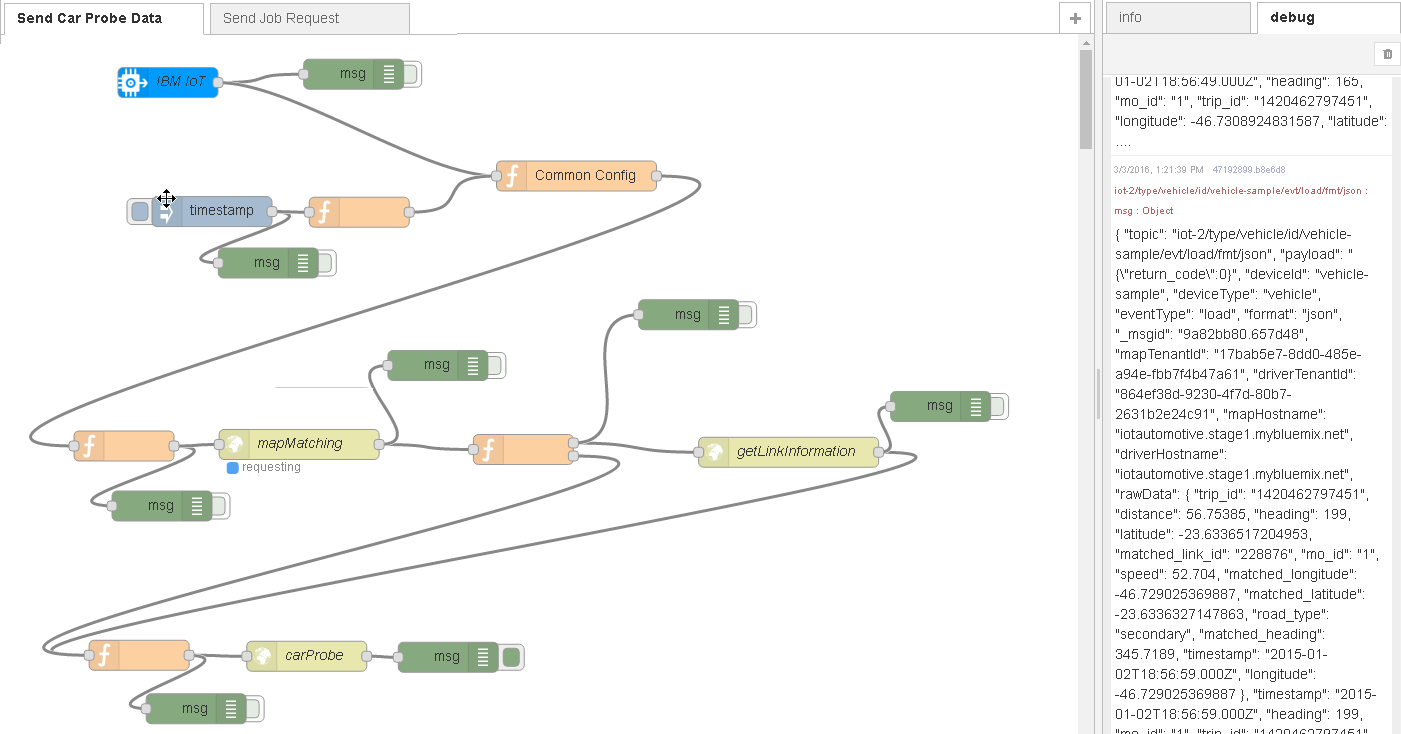 Send Car Probe Data
Send Job Request
+
info
debug
IBM IoT
msg
Common Config
timestamp
msg
msg
msg
msg
mapMatching
requesting
getLinkInformation
msg
carProbe
msg
msg
01-02T18:56:49.000Z", "heading": 165,
"mo_id": "1", "trip_id": "1420462797451",
"longitude": -46.7308924831587, "latitude":
....
3/3/2016, 1:21:39 PM 47192899.b8e6d8
iot-2/type/vehicle/id/vehicle-sample/evt/load/fmt/json :
msg : Object
{ "topic": "iot-2/type/vehicle/id/vehicle-
sample/evt/load/fmt/json", "payload": "
{\"return_code\":0}", "deviceId": "vehicle-
sample", "deviceType": "vehicle",
"eventType": "load", "format": "json",
"_msgid": "9a82bb80.657d48",
"mapTenantId": "17bab5e7-8dd0-485e-
a94e-fbb7f4b47a61", "driverTenantId":
"864ef38d-9230-4f7d-80b7-
2631b2e24c91", "mapHostname":
"iotautomotive.stage1.mybluemix.net",
"driverHostname":
"iotautomotive.stage1.mybluemix.net",
"rawData": { "trip_id": "1420462797451",
"distance": 56.75385, "heading": 199,
"latitude": -23.6336517204953,
"matched_link_id": "228876", "mo_id": "1",
"speed": 52.704, "matched_longitude":
-46.729025369887, "matched_latitude":
-23.6336327147863, "road_type":
"secondary", "matched_heading":
345.7189, "timestamp": "2015-01-
02T18:56:59.000Z", "longitude":
-46.729025369887 }, "timestamp": "2015-
01-02T18:56:59.000Z", "heading": 199,
"mo_id": "1", "trip_id": "1420462797451",